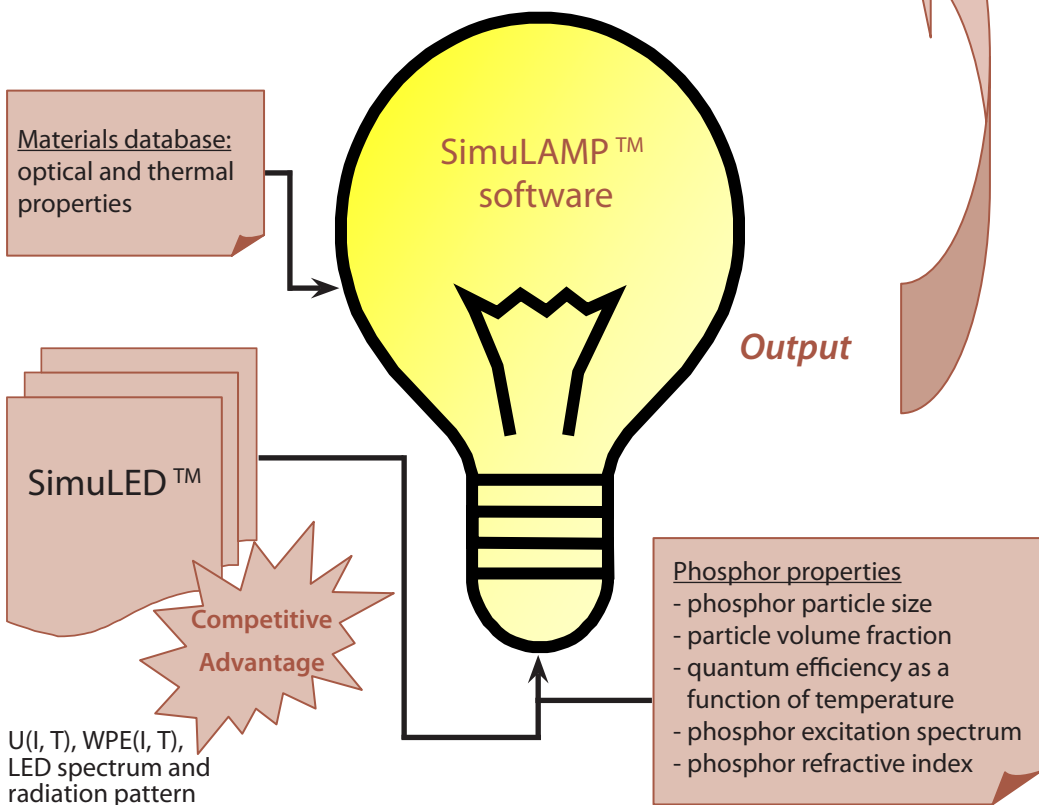 Materials database:
optical and thermal
properties
SimuLAMP ™
software
Output
SimuLED ™
Competitive
Advantage
U(I, T), WPE(I, T),
LED spectrum and
radiation pattern
Phosphor properties
- phosphor particle size
- particle volume fraction
- quantum efficiency as a
function of temperature
- phosphor excitation spectrum
- phosphor refractive index